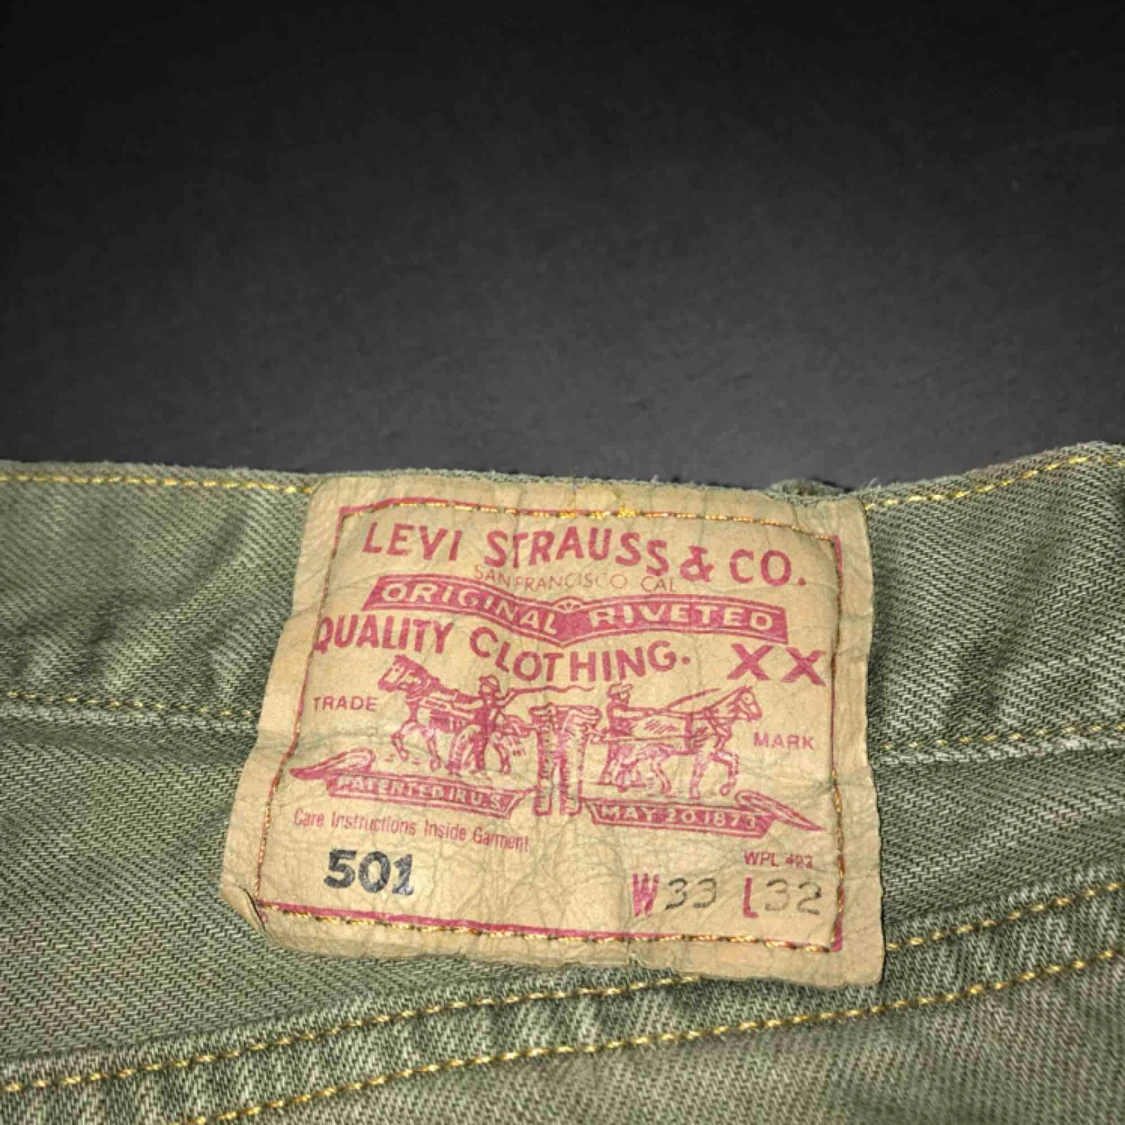 LEVI STRAUSS & CO.
SAN FRANCISCO CAL
ORIGINAL RIVETED
QUALITY CLOTHING. XX
TRADE MARK
PATENTED IN U.S.
MAY 20 1873
Care Instructions Inside Garment
WPL 423
501 W33 L32